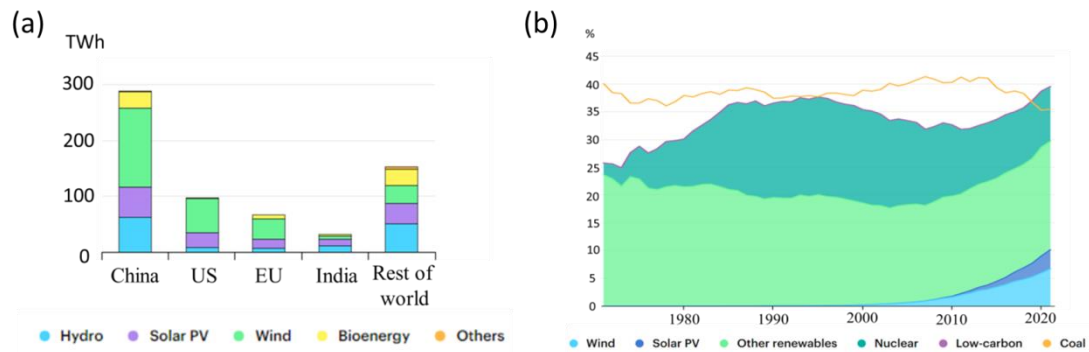 (a)
TWh
300
200
100
0
China
US
EU
India
Rest of
world
Hydro
Solar PV
Wind
Bioenergy
Others
(b)
%
45
40
35
30
25
20
15
10
5
0
1980
1990
2000
2010
2020
Wind
Solar PV
Other renewables
Nuclear
Low-carbon
Coal